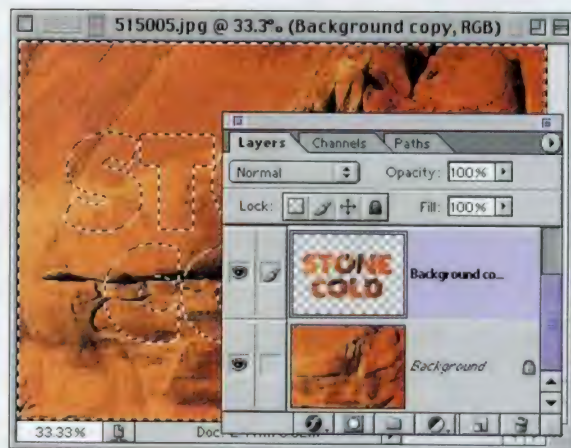 515005.jpg @ 33.3% (Background copy, RGB)
Layers Channels Paths
Normal Opacity: 100%
Lock: Fill: 100%
STONE
COLD
Background co...
Background
33.33% Doc: